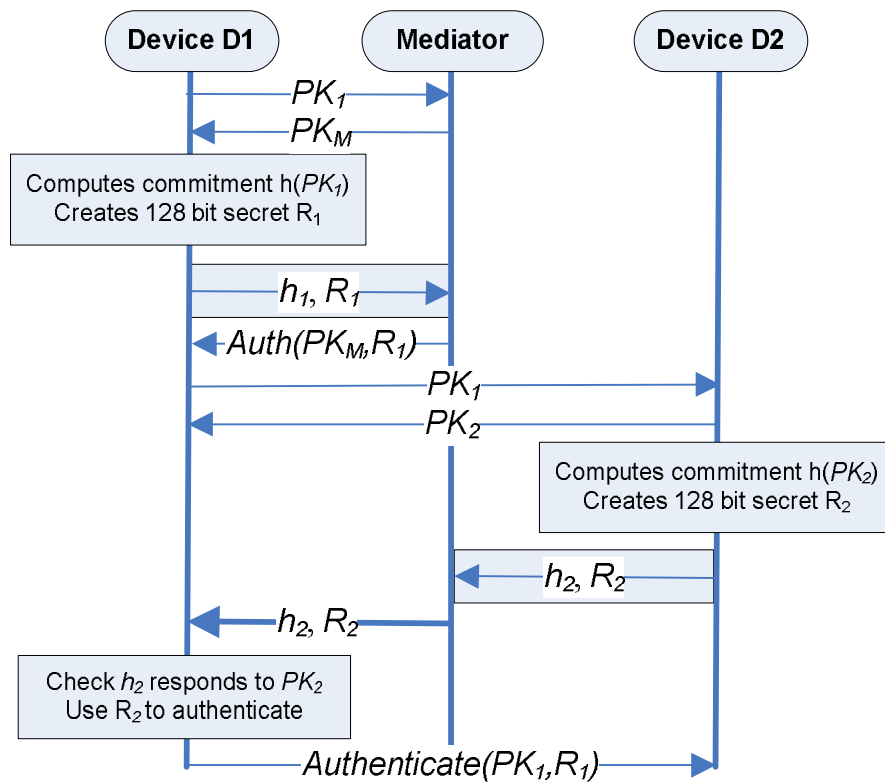 Device D1
Mediator
Device D2
PK₁
PKM
Computes commitment h(PK₁)
Creates 128 bit secret R₁
h₁, R₁
Auth(PKM,R₁)
PK₁
PK₂
Computes commitment h(PK₂)
Creates 128 bit secret R₂
h₂, R₂
h₂, R₂
Check h₂ responds to PK₂
Use R₂ to authenticate
Authenticate(PK₁,R₁)